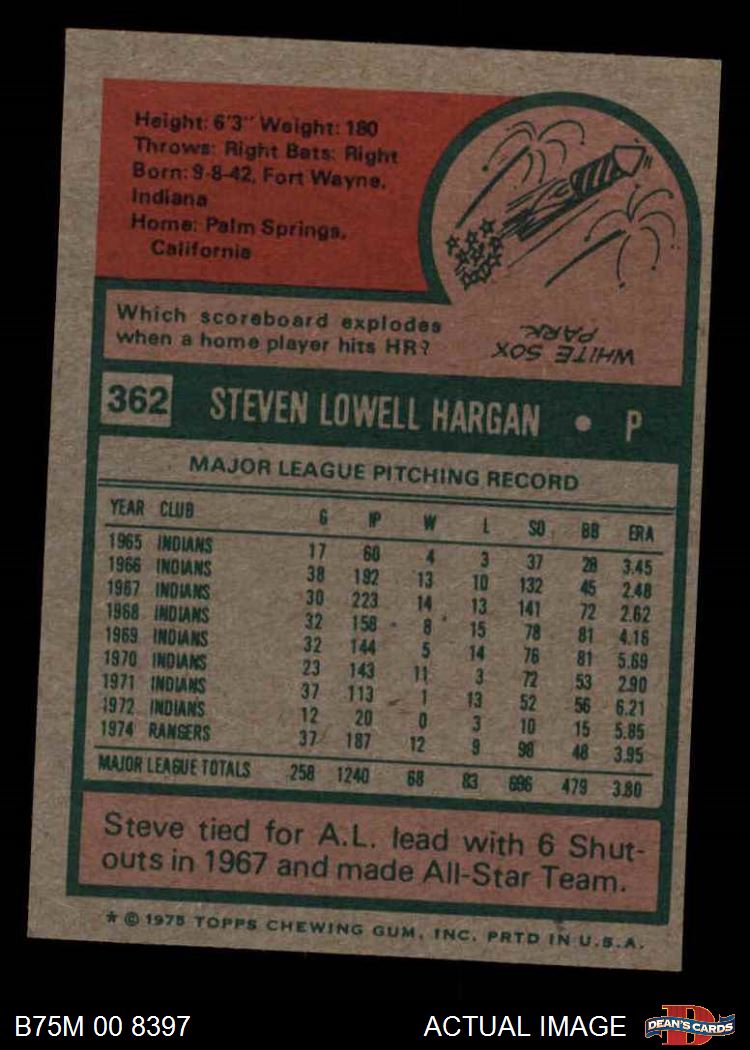 Height: 6'3" Weight: 180
Throws: Right Bats: Right
Born: 9-8-42, Fort Wayne,
Indiana
Home: Palm Springs,
California
Which scoreboard explodes
when a home player hits HR?
WHITE SOX
PARK
362 STEVEN LOWELL HARGAN • P
MAJOR LEAGUE PITCHING RECORD
YEAR CLUB G IP W L SO BB ERA
1965 INDIANS 17 60 4 3 37 28 3.45
1966 INDIANS 38 192 13 10 132 45 2.48
1967 INDIANS 30 223 14 13 141 72 2.62
1968 INDIANS 32 158 8 15 78 81 4.16
1969 INDIANS 32 144 5 14 76 81 5.69
1970 INDIANS 23 143 11 3 72 53 2.90
1971 INDIANS 37 113 1 13 52 56 6.21
1972 INDIANS 12 20 0 3 10 15 5.85
1974 RANGERS 37 187 12 9 98 48 3.95
MAJOR LEAGUE TOTALS 258 1240 68 83 696 479 3.80
Steve tied for A.L. lead with 6 Shut-
outs in 1967 and made All-Star Team.
* © 1975 TOPPS CHEWING GUM, INC. PRTD IN U.S.A.
B75M 00 8397 ACTUAL IMAGE
D
DEAN'S CARDS